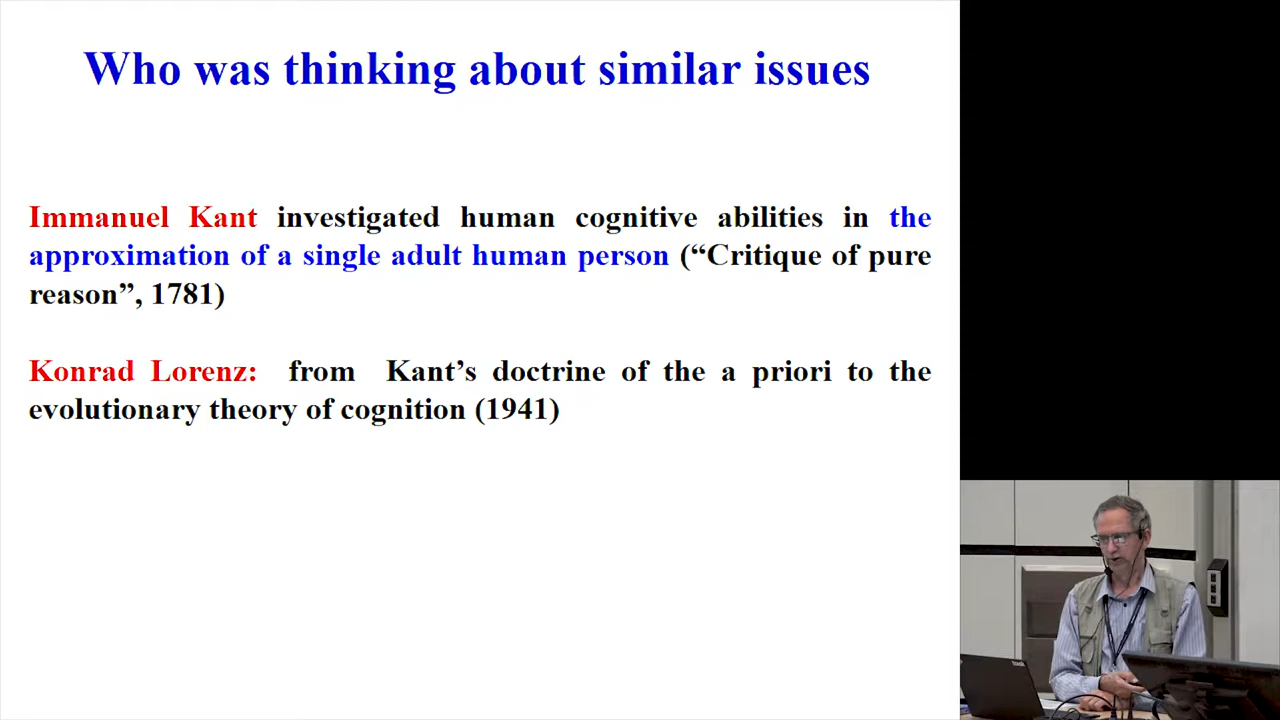 Who was thinking about similar issues
Immanuel Kant investigated human cognitive abilities in the
approximation of a single adult human person (“Critique of pure
reason”, 1781)
Konrad Lorenz: from Kant’s doctrine of the a priori to the
evolutionary theory of cognition (1941)